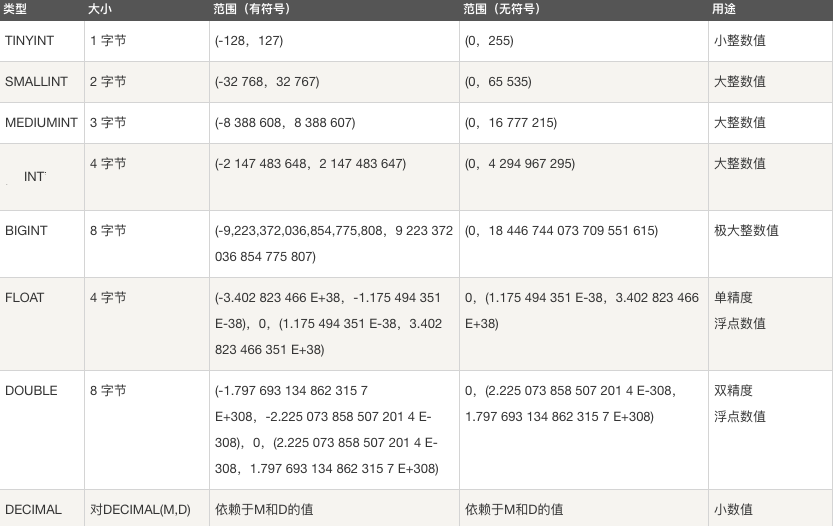 类型 大小 范围（有符号） 范围（无符号） 用途
TINYINT 1 字节 (-128，127) (0，255) 小整数值
SMALLINT 2 字节 (-32 768，32 767) (0，65 535) 大整数值
MEDIUMINT 3 字节 (-8 388 608，8 388 607) (0，16 777 215) 大整数值
INT 4 字节 (-2 147 483 648，2 147 483 647) (0，4 294 967 295) 大整数值
BIGINT 8 字节 (-9,223,372,036,854,775,808，9 223 372 (0，18 446 744 073 709 551 615) 极大整数值
036 854 775 807)
FLOAT 4 字节 (-3.402 823 466 E+38，-1.175 494 351 0，(1.175 494 351 E-38，3.402 823 466 单精度
E-38)，0，(1.175 494 351 E-38，3.402 E+38) 浮点数值
823 466 351 E+38)
DOUBLE 8 字节 (-1.797 693 134 862 315 7 0，(2.225 073 858 507 201 4 E-308， 双精度
E+308，-2.225 073 858 507 201 4 E- 1.797 693 134 862 315 7 E+308) 浮点数值
308)，0，(2.225 073 858 507 201 4 E-
308，1.797 693 134 862 315 7 E+308)
DECIMAL 对DECIMAL(M,D) 依赖于M和D的值 依赖于M和D的值 小数值